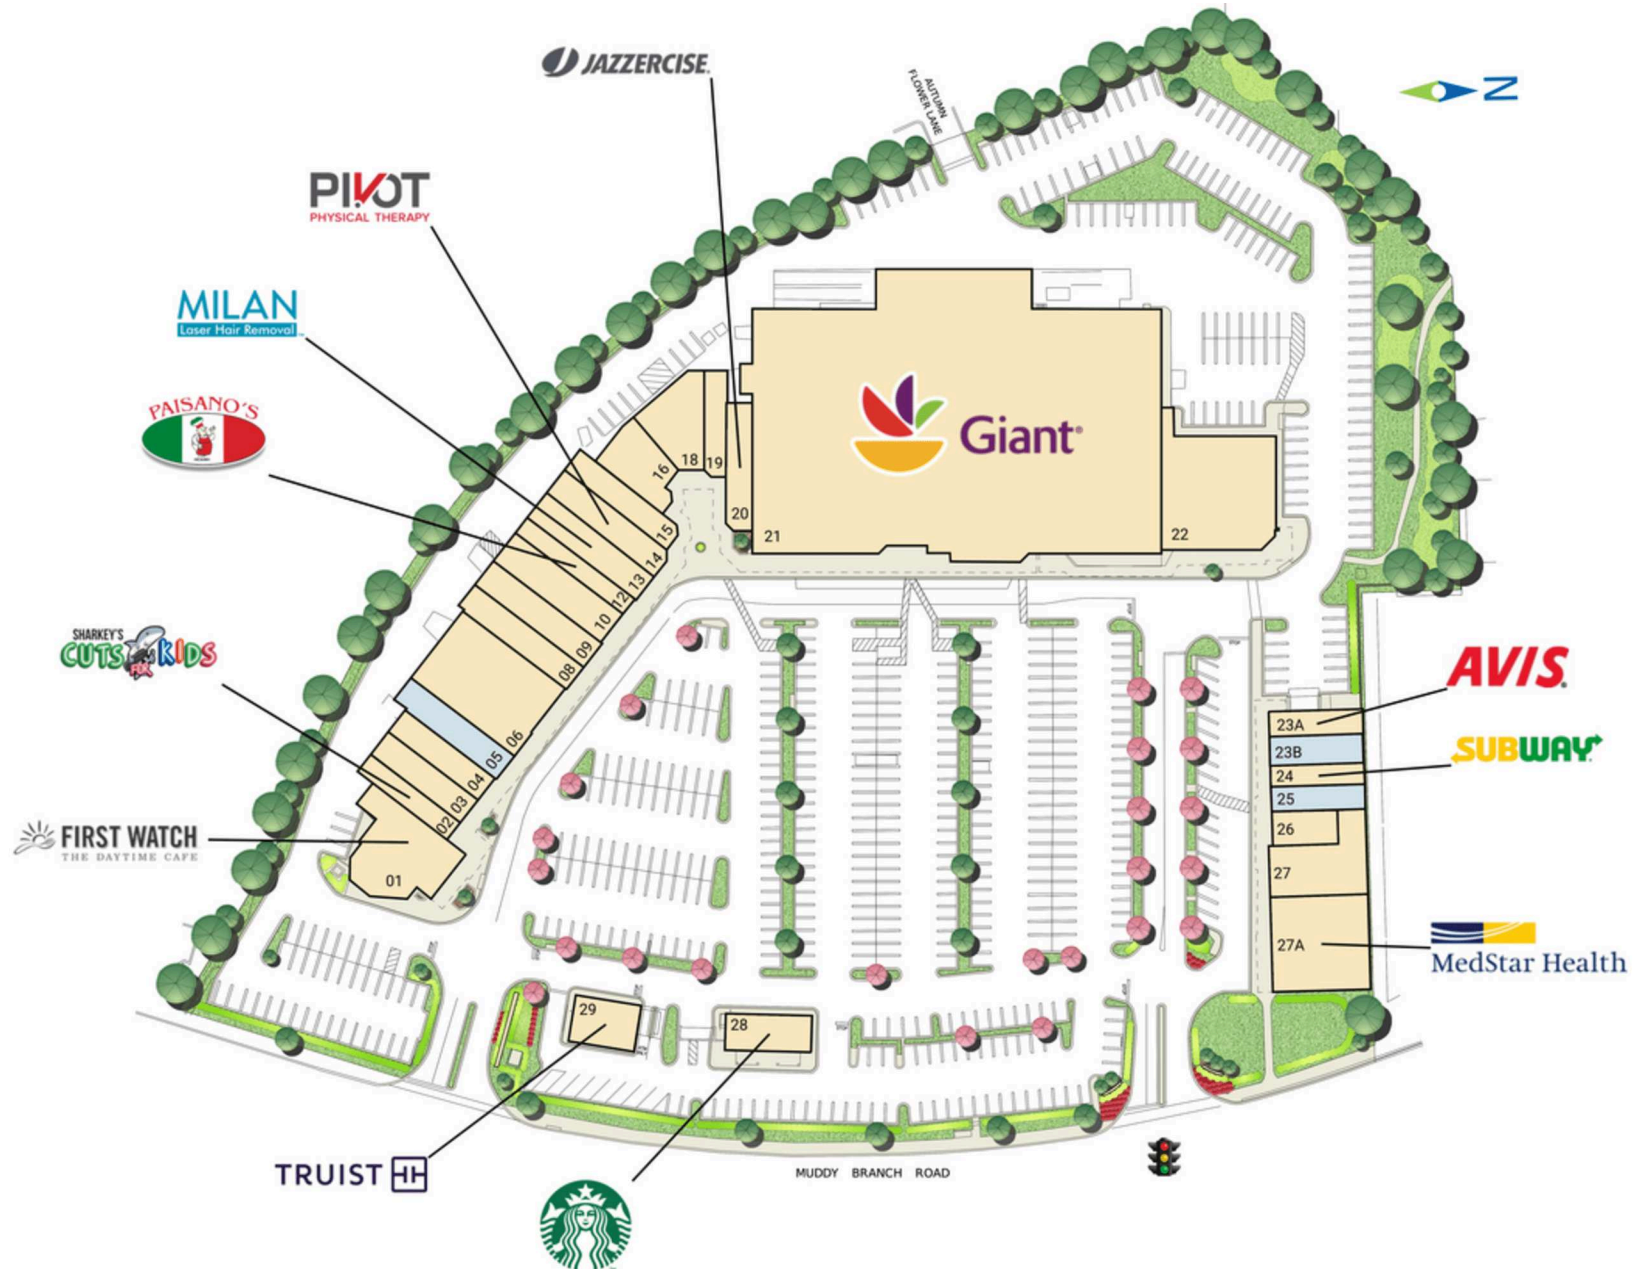 JAZZERCISE.
AUTUMN
FLOWER LANE
N
PIVOT
PHYSICAL THERAPY
MILAN
Laser Hair Removal
PAISANO'S
Giant
SHARKEY'S
CUTS FOR KIDS
FIRST WATCH
THE DAYTIME CAFE
01
02
03
04
05
06
08
09
10
12
13
14
15
16
18
19
20
21
22
AVIS
SUBWAY
23A
23B
24
25
26
27
27A
MedStar Health
29
28
TRUIST
MUDDY BRANCH ROAD